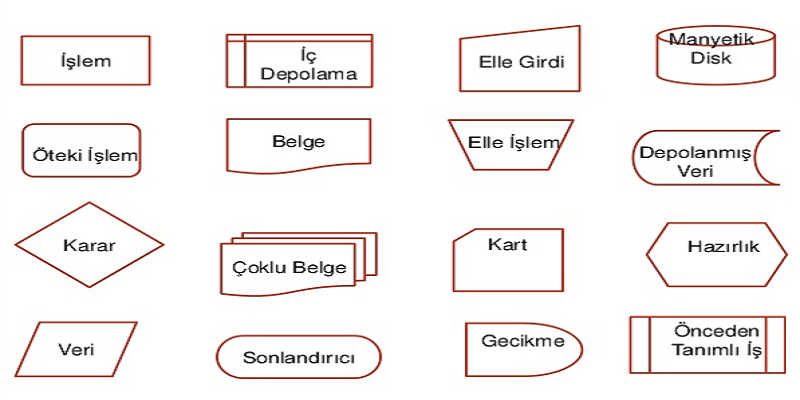 İşlem
İç
Depolama
Elle Girdi
Manyetik
Disk
Öteki İşlem
Belge
Elle İşlem
Depolanmış
Veri
Karar
Çoklu Belge
Kart
Hazırlık
Veri
Sonlandırıcı
Gecikme
Önceden
Tanımlı İş